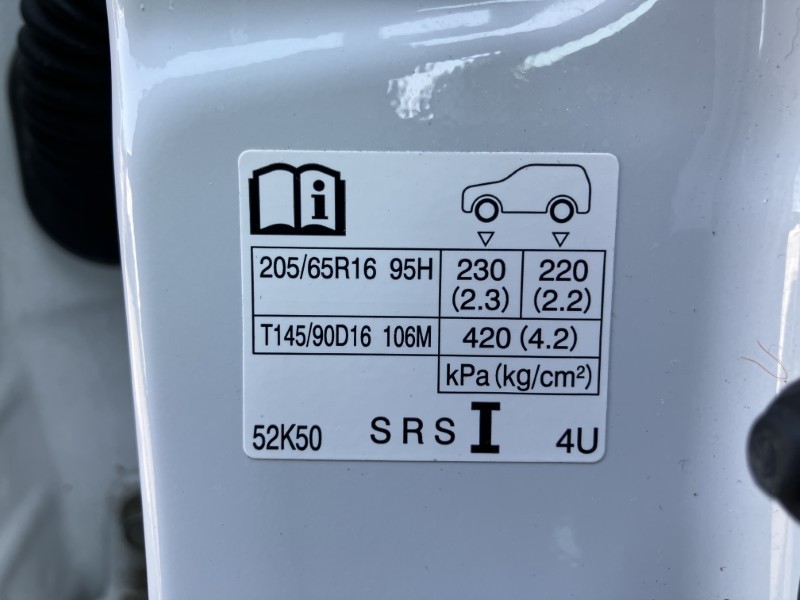 i
205/65R16 95H 230 220
(2.3) (2.2)
T145/90D16 106M 420 (4.2)
kPa (kg/cm²)
52K50 SRS I 4U